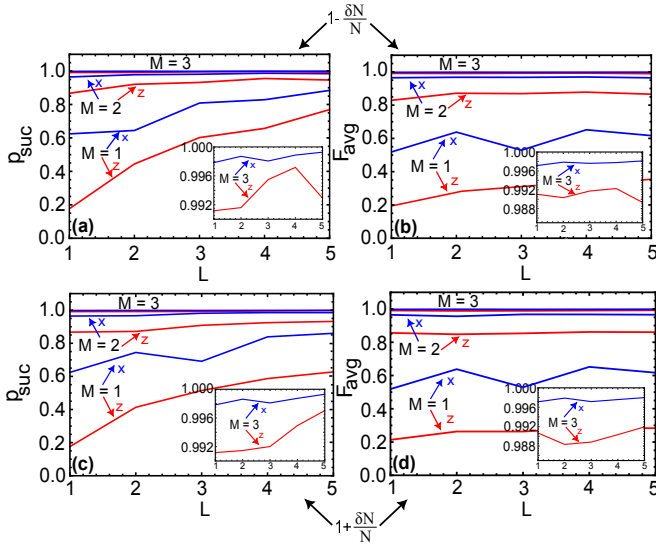 1- δN/N
M = 3
x
M = 2
z
x
M = 1
z
p_suc
1.0
0.8
0.6
0.4
0.2
0.0
1.000
0.996
0.992
x
M = 3
z
1 2 3 4 5
(a)
1 2 3 4 5
L
M = 3
x
M = 2
z
M = 1
x
z
F_avg
1.0
0.8
0.6
0.4
0.2
0.0
1.000
0.996
0.992
0.988
x
M = 3
z
1 2 3 4 5
(b)
1 2 3 4 5
L
M = 3
x
M = 2
z
M = 1
x
z
p_suc
1.0
0.8
0.6
0.4
0.2
0.0
1.000
0.996
0.992
x
M = 3
z
1 2 3 4 5
(c)
1 2 3 4 5
L
M = 3
x
M = 2
z
M = 1
x
z
F_avg
1.0
0.8
0.6
0.4
0.2
0.0
1.000
0.996
0.992
0.988
x
M = 3
z
1 2 3 4 5
(d)
1 2 3 4 5
L
1+ δN/N